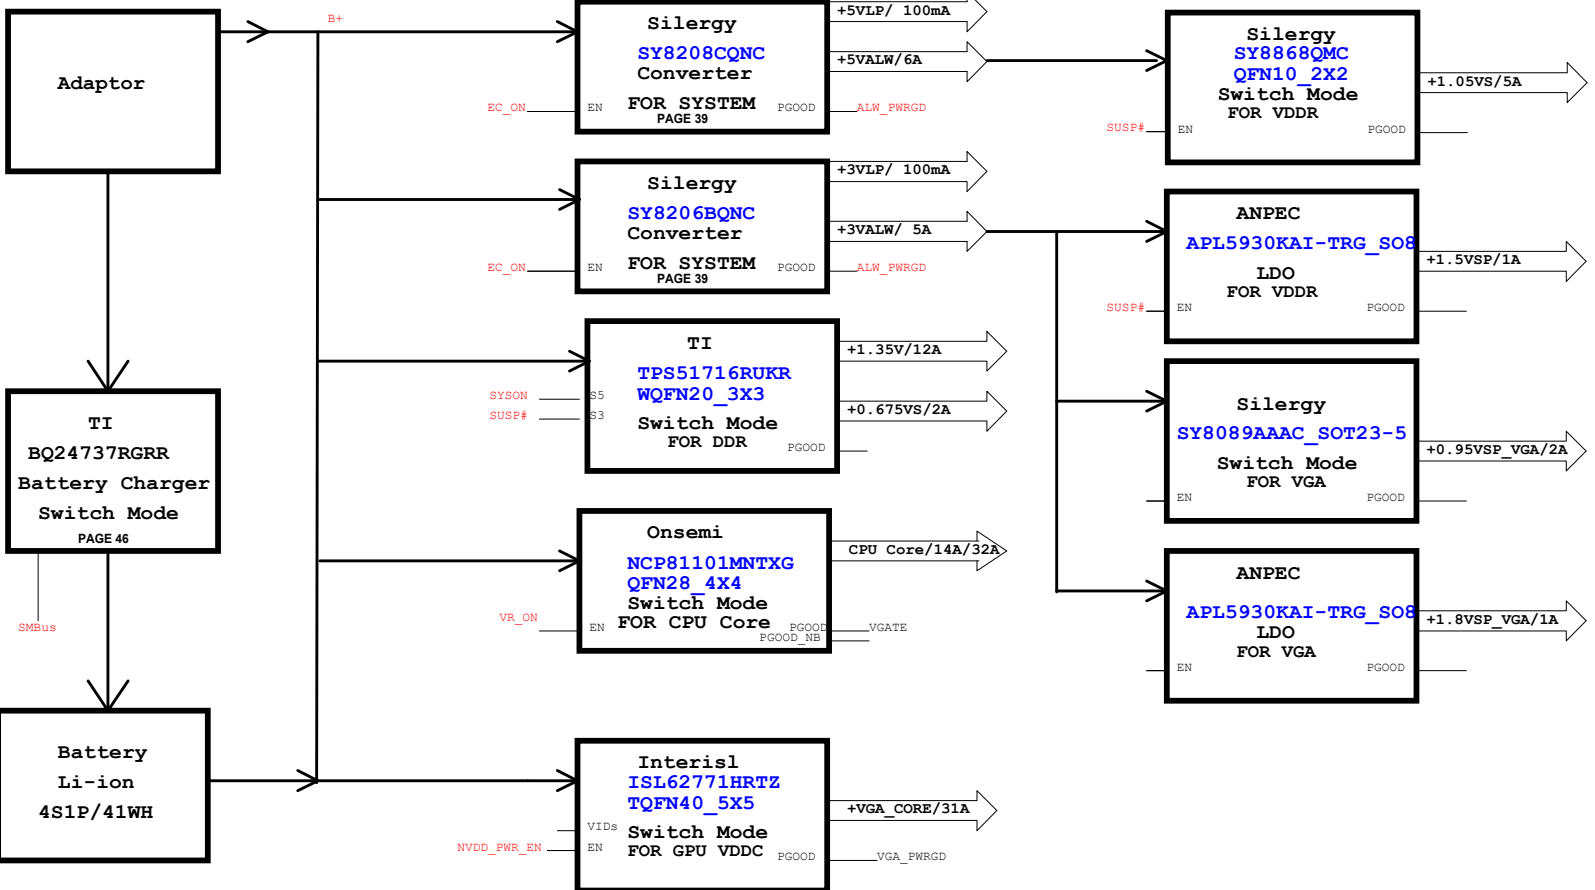 Adaptor
B+
TI
BQ24737RGRR
Battery Charger
Switch Mode
PAGE 46
SMBus
Battery
Li-ion
4S1P/41WH
Silergy
SY8208CQNC
Converter
FOR SYSTEM
PAGE 39
EC_ON
EN
PGOOD
ALW_PWRGD
+5VLP/ 100mA
+5VALW/6A
Silergy
SY8206BQNC
Converter
FOR SYSTEM
PAGE 39
EC_ON
EN
PGOOD
ALW_PWRGD
+3VLP/ 100mA
+3VALW/ 5A
TI
TPS51716RUKR
WQFN20_3X3
Switch Mode
FOR DDR
SYSON
S5
SUSP#
S3
PGOOD
+1.35V/12A
+0.675VS/2A
Onsemi
NCP81101MNTXG
QFN28_4X4
Switch Mode
FOR CPU Core
VR_ON
EN
PGOOD
PGOOD_NB
VGATE
CPU Core/14A/32A
Interisl
ISL62771HRTZ
TQFN40_5X5
Switch Mode
FOR GPU VDDC
VIDs
NVDD_PWR_EN
EN
PGOOD
VGA_PWRGD
+VGA_CORE/31A
Silergy
SY8868QMC
QFN10_2X2
Switch Mode
FOR VDDR
SUSP#
EN
PGOOD
+1.05VS/5A
ANPEC
APL5930KAI-TRG_SO8
LDO
FOR VDDR
SUSP#
EN
PGOOD
+1.5VSP/1A
Silergy
SY8089AAAC_SOT23-5
Switch Mode
FOR VGA
EN
PGOOD
+0.95VSP_VGA/2A
ANPEC
APL5930KAI-TRG_SO8
LDO
FOR VGA
EN
PGOOD
+1.8VSP_VGA/1A